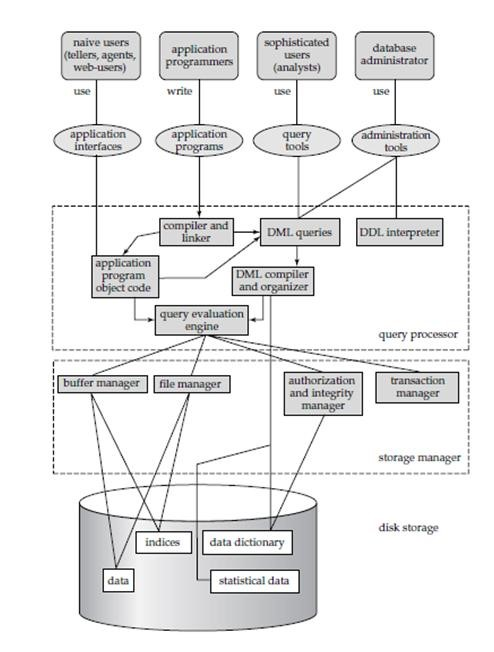 naive users
(tellers, agents,
web-users)
application
programmers
sophisticated
users
(analysts)
database
administrator
use
write
use
use
application
interfaces
application
programs
query
tools
administration
tools
compiler and
linker
DML queries
DDL interpreter
application
program
object code
DML compiler
and organizer
query evaluation
engine
query processor
buffer manager
file manager
authorization
and integrity
manager
transaction
manager
storage manager
disk storage
indices
data dictionary
data
statistical data